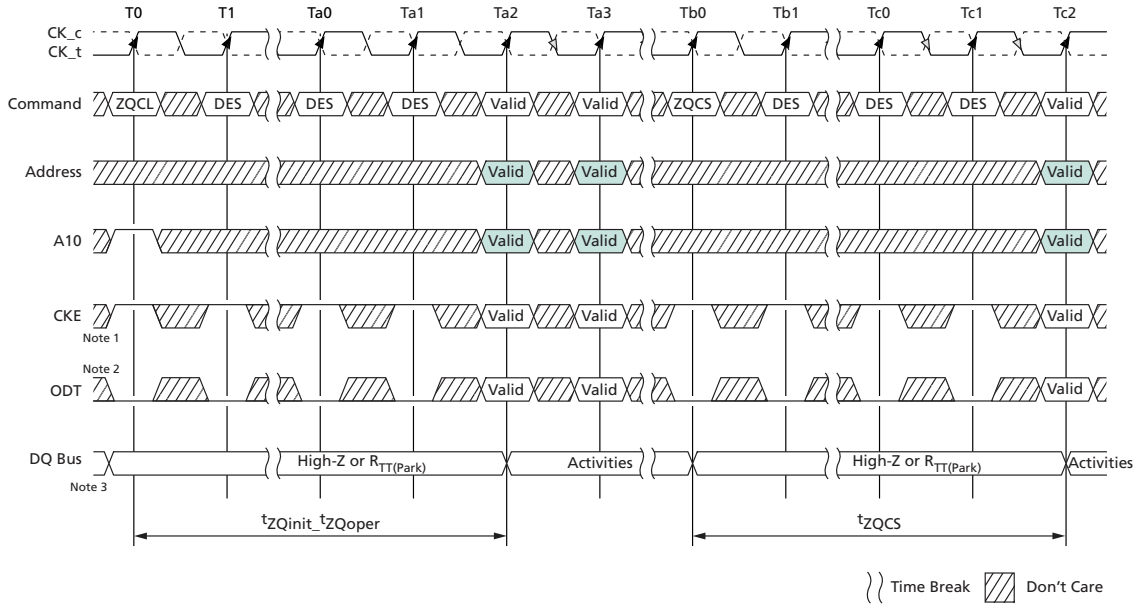 T0 T1 Ta0 Ta1 Ta2 Ta3 Tb0 Tb1 Tc0 Tc1 Tc2
CK_c
CK_t
Command ZQCL DES DES DES Valid Valid ZQCS DES DES DES Valid
Address Valid Valid Valid
A10 Valid Valid Valid
CKE Valid Valid Valid
Note 1
Note 2
ODT Valid Valid Valid
DQ Bus High-Z or RTT(Park) Activities High-Z or RTT(Park) Activities
Note 3
tZQinit_tZQoper tZQCS
Time Break Don't Care